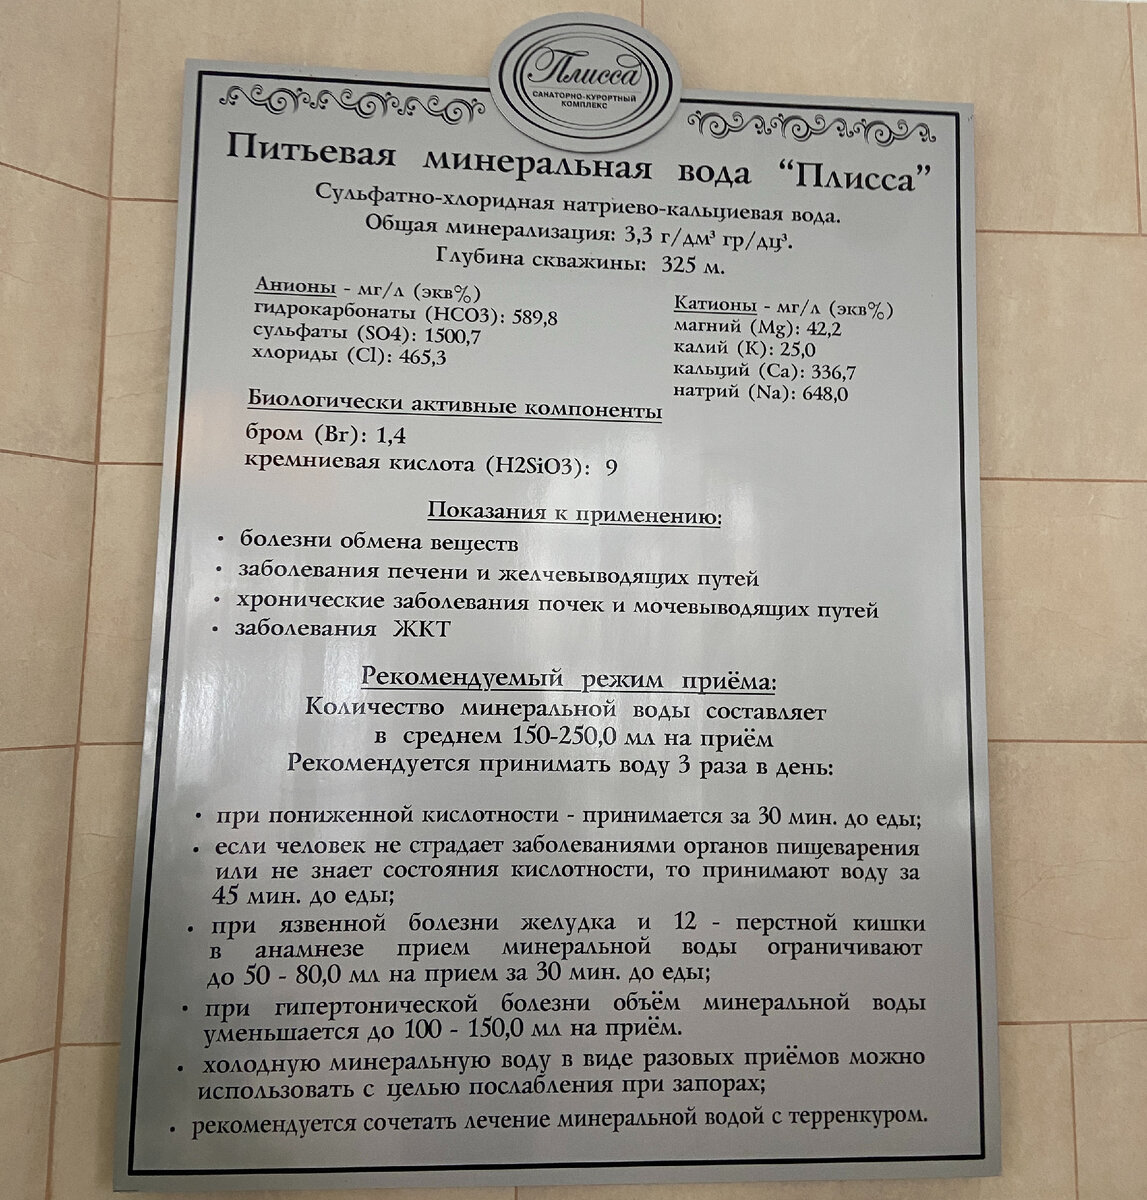 Плисса
САНАТОРНО-КУРОРТНЫЙ
КОМПЛЕКС
Питьевая минеральная вода “Плисса”
Сульфатно-хлоридная натриево-кальциевая вода.
Общая минерализация: 3,3 г/дм³ гр/дц³.
Глубина скважины: 325 м.
Анионы - мг/л (экв%)
гидрокарбонаты (HCO3): 589,8
сульфаты (SO4): 1500,7
хлориды (Cl): 465,3
Катионы - мг/л (экв%)
магний (Mg): 42,2
калий (K): 25,0
кальций (Ca): 336,7
натрий (Na): 648,0
Биологически активные компоненты
бром (Br): 1,4
кремниевая кислота (H2SiO3): 9
Показания к применению:
· болезни обмена веществ
· заболевания печени и желчевыводящих путей
· хронические заболевания почек и мочевыводящих путей
· заболевания ЖКТ
Рекомендуемый режим приёма:
Количество минеральной воды составляет
в среднем 150-250,0 мл на приём
Рекомендуется принимать воду 3 раза в день:
· при пониженной кислотности - принимается за 30 мин. до еды;
· если человек не страдает заболеваниями органов пищеварения
или не знает состояния кислотности, то принимают воду за
45 мин. до еды;
· при язвенной болезни желудка и 12 - перстной кишки
в анамнезе прием минеральной воды ограничивают
до 50 - 80,0 мл на прием за 30 мин. до еды;
· при гипертонической болезни объём минеральной воды
уменьшается до 100 - 150,0 мл на приём.
· холодную минеральную воду в виде разовых приёмов можно
использовать с целью послабления при запорах;
· рекомендуется сочетать лечение минеральной водой с терренкуром.